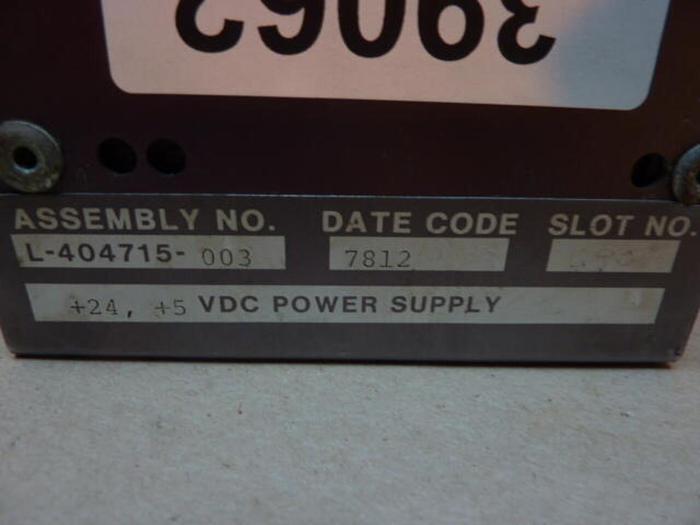 39062
ASSEMBLY NO. DATE CODE SLOT NO.
L-404715- 003 7812
+24, +5 VDC POWER SUPPLY